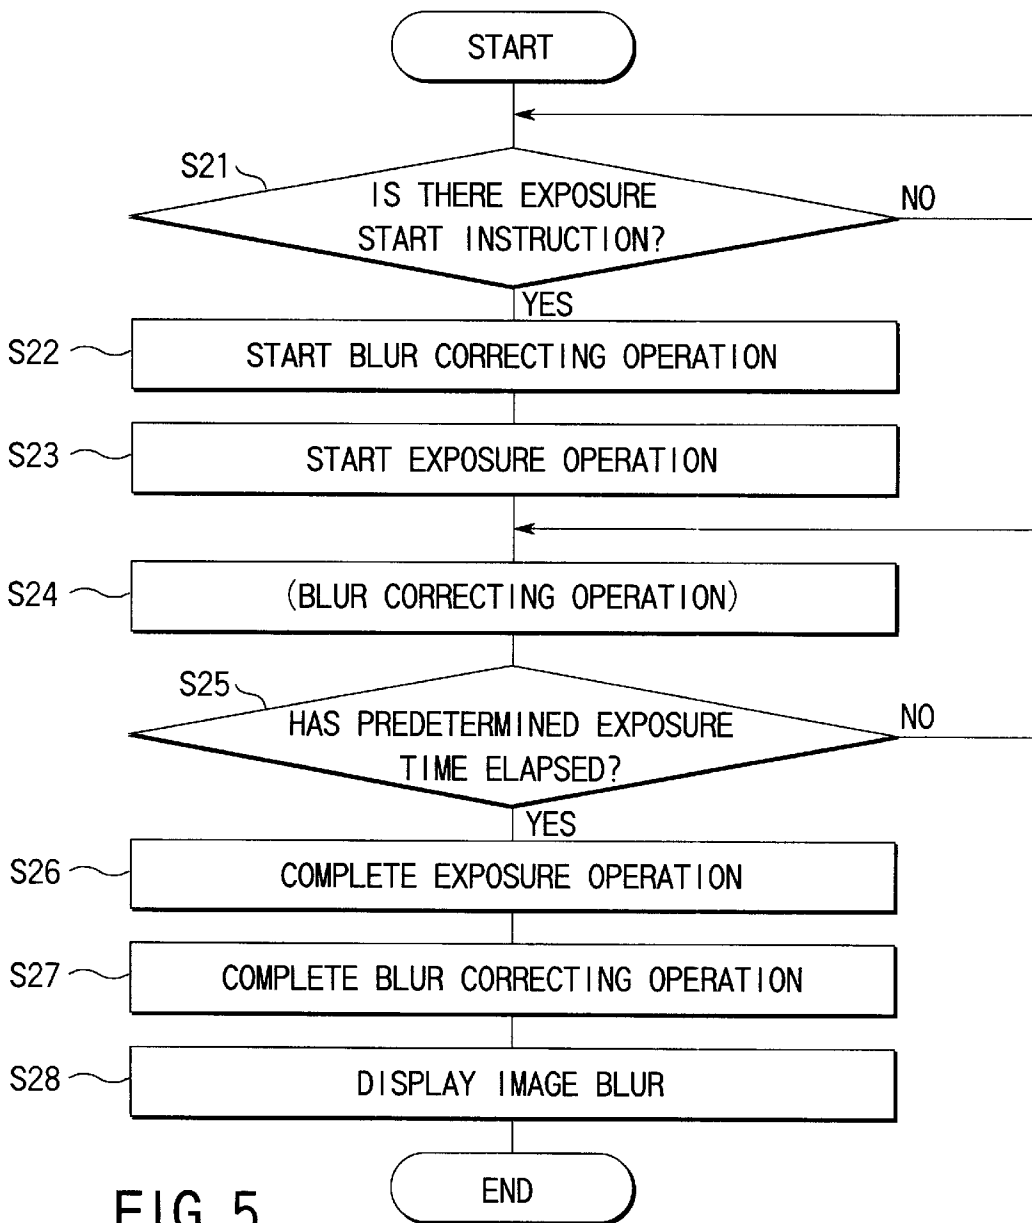 START
S21
IS THERE EXPOSURE
START INSTRUCTION?
NO
YES
S22
START BLUR CORRECTING OPERATION
S23
START EXPOSURE OPERATION
S24
(BLUR CORRECTING OPERATION)
S25
HAS PREDETERMINED EXPOSURE
TIME ELAPSED?
NO
YES
S26
COMPLETE EXPOSURE OPERATION
S27
COMPLETE BLUR CORRECTING OPERATION
S28
DISPLAY IMAGE BLUR
END
FIG. 5